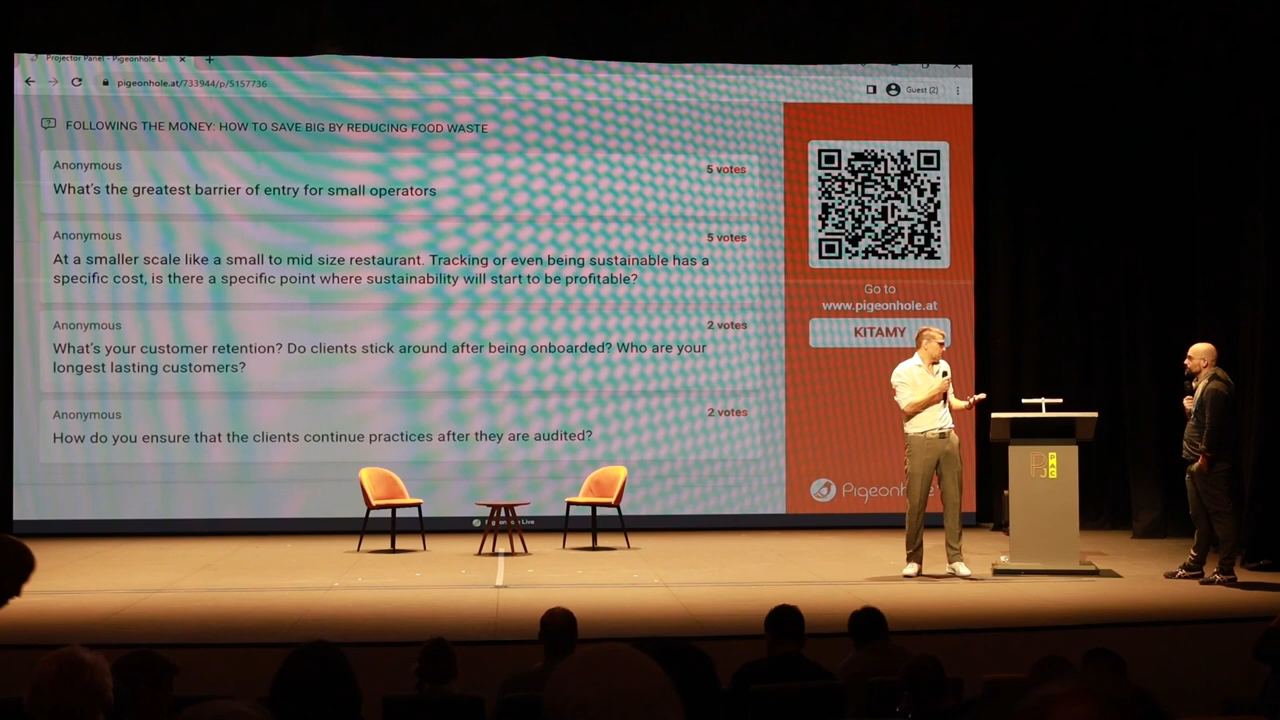 Projector Panel - Pigeonhole Li
pigeonhole.at/733944/p/5157736
Guest (2)
FOLLOWING THE MONEY: HOW TO SAVE BIG BY REDUCING FOOD WASTE
Anonymous
5 votes
What's the greatest barrier of entry for small operators
Anonymous
5 votes
At a smaller scale like a small to mid size restaurant. Tracking or even being sustainable has a
specific cost, is there a specific point where sustainability will start to be profitable?
Anonymous
2 votes
What's your customer retention? Do clients stick around after being onboarded? Who are your
longest lasting customers?
Anonymous
2 votes
How do you ensure that the clients continue practices after they are audited?
Go to
www.pigeonhole.at
KITAMY
Live
PJ
PAC